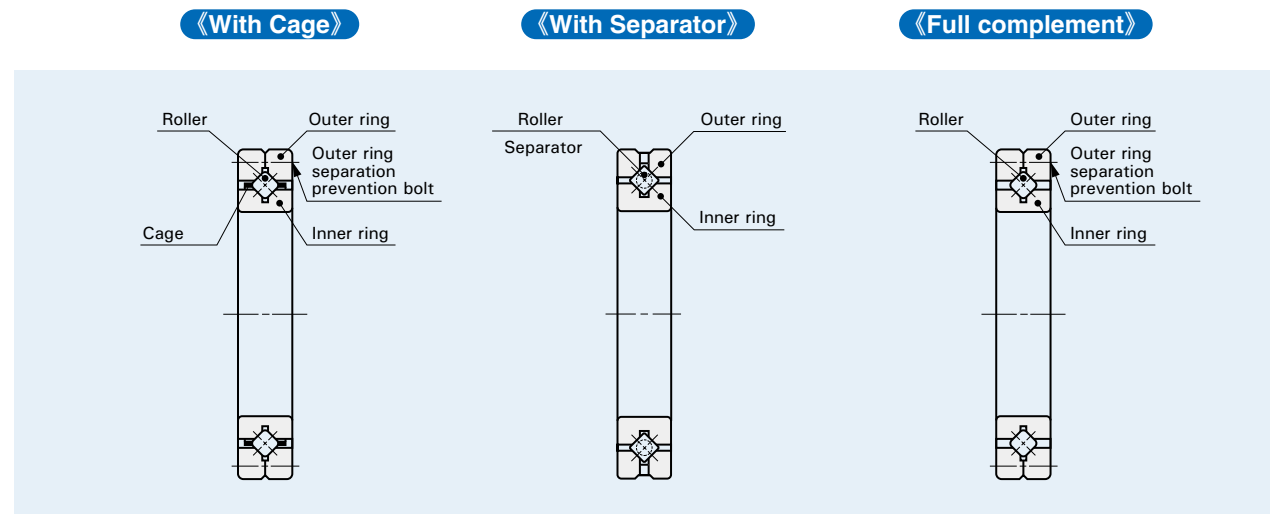 《With Cage》
《With Separator》
《Full complement》
Roller
Outer ring
Outer ring
separation
prevention bolt
Cage
Inner ring
Roller
Separator
Outer ring
Inner ring
Roller
Outer ring
Outer ring
separation
prevention bolt
Inner ring